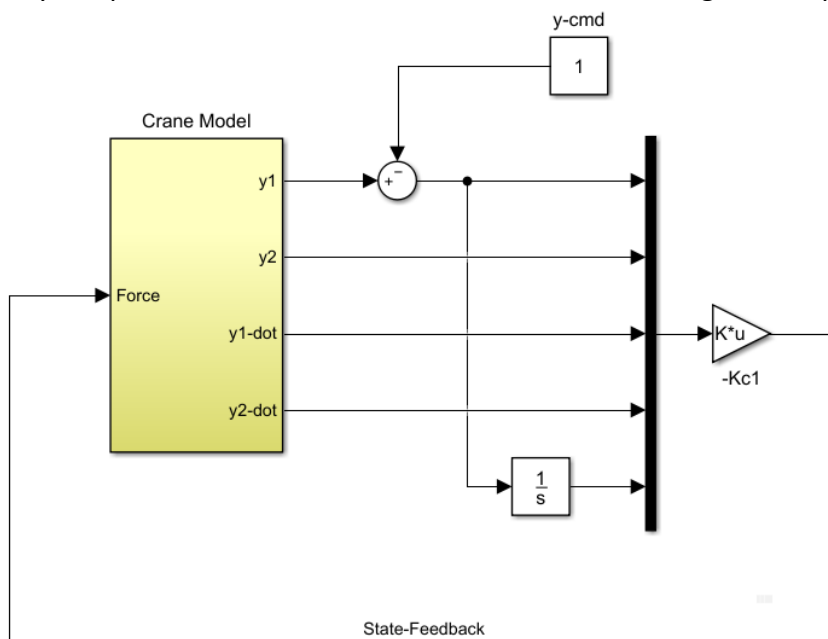 y-cmd
1
Crane Model
y1
+ −
y2
Force
y1-dot
K*u
-Kc1
y2-dot
1
s
State-Feedback